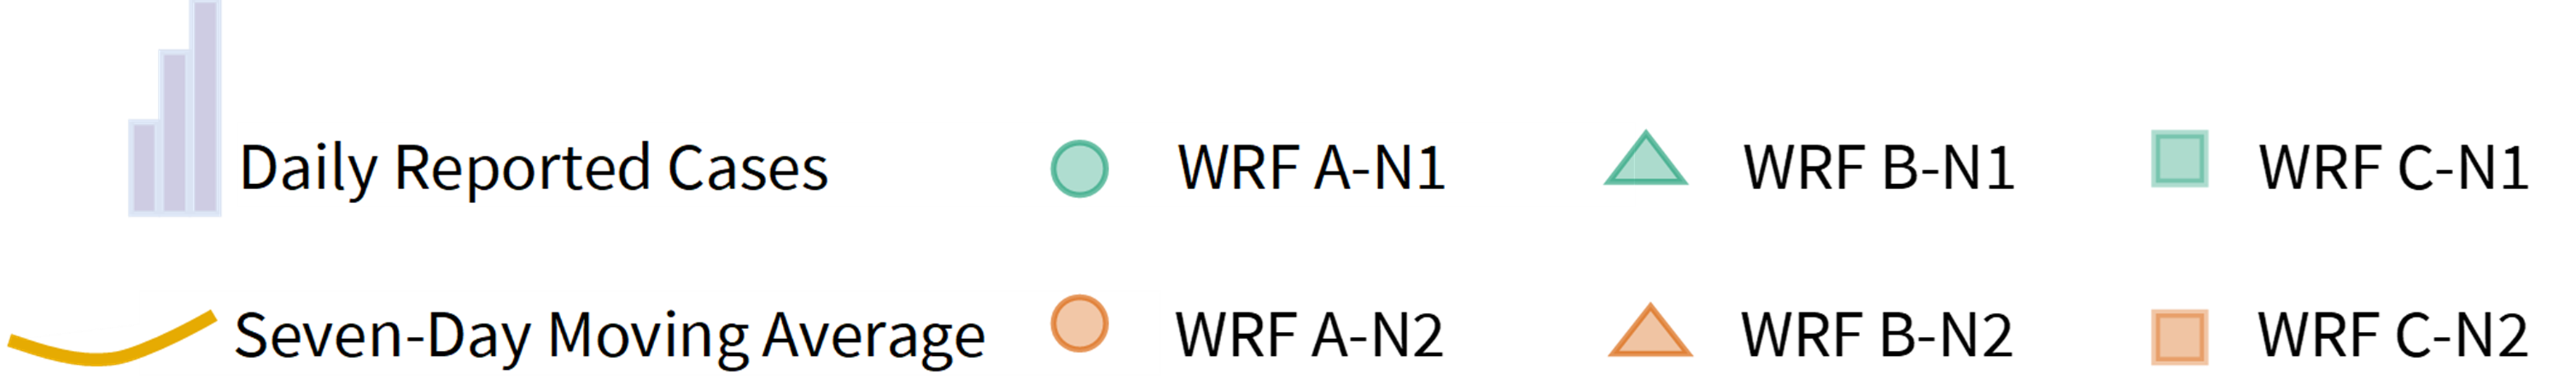 Daily Reported Cases WRF A-N1 WRF B-N1 WRF C-N1
Seven-Day Moving Average WRF A-N2 WRF B-N2 WRF C-N2